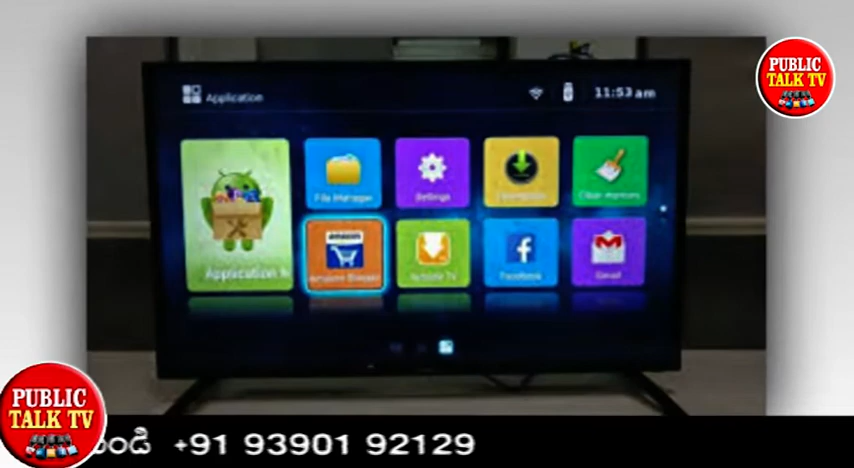 PUBLIC
TALK TV
Application
11:53 am
File Manager
Settings
Clean memory
Application
amazon
Facebook
Gmail
PUBLIC
TALK TV
ండి +91 93901 92129